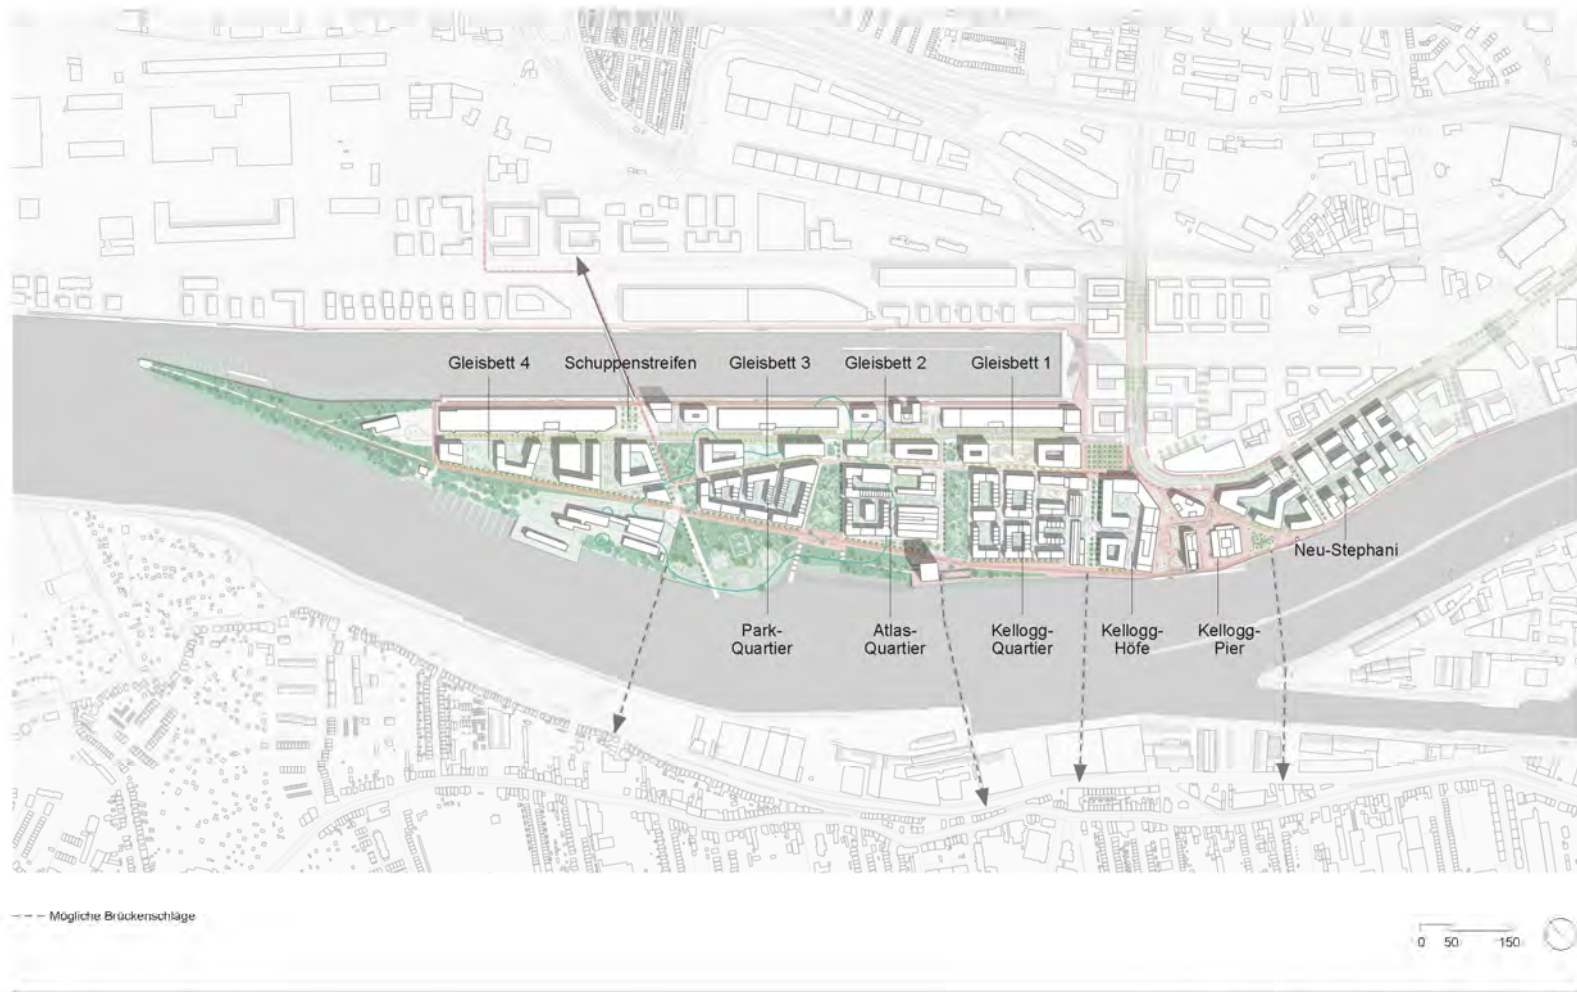 Gleisbett 4
Schuppenstreifen
Gleisbett 3
Gleisbett 2
Gleisbett 1
Neu-Stephani
Park-
Quartier
Atlas-
Quartier
Kellogg-
Quartier
Kellogg-
Höfe
Kellogg-
Pier
Mögliche Brückenschläge
0 50 150